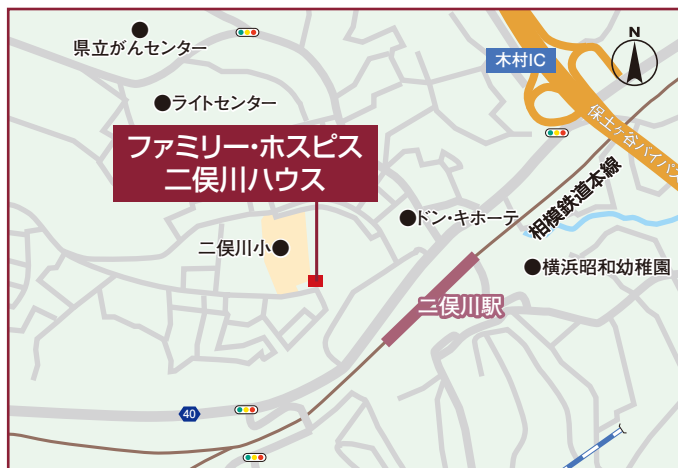 県立がんセンター
N
木村IC
ライトセンター
保土ヶ谷バイパス
ファミリー・ホスピス
二俣川ハウス
相模鉄道本線
ドン・キホーテ
二俣川小
横浜昭和幼稚園
二俣川駅
40